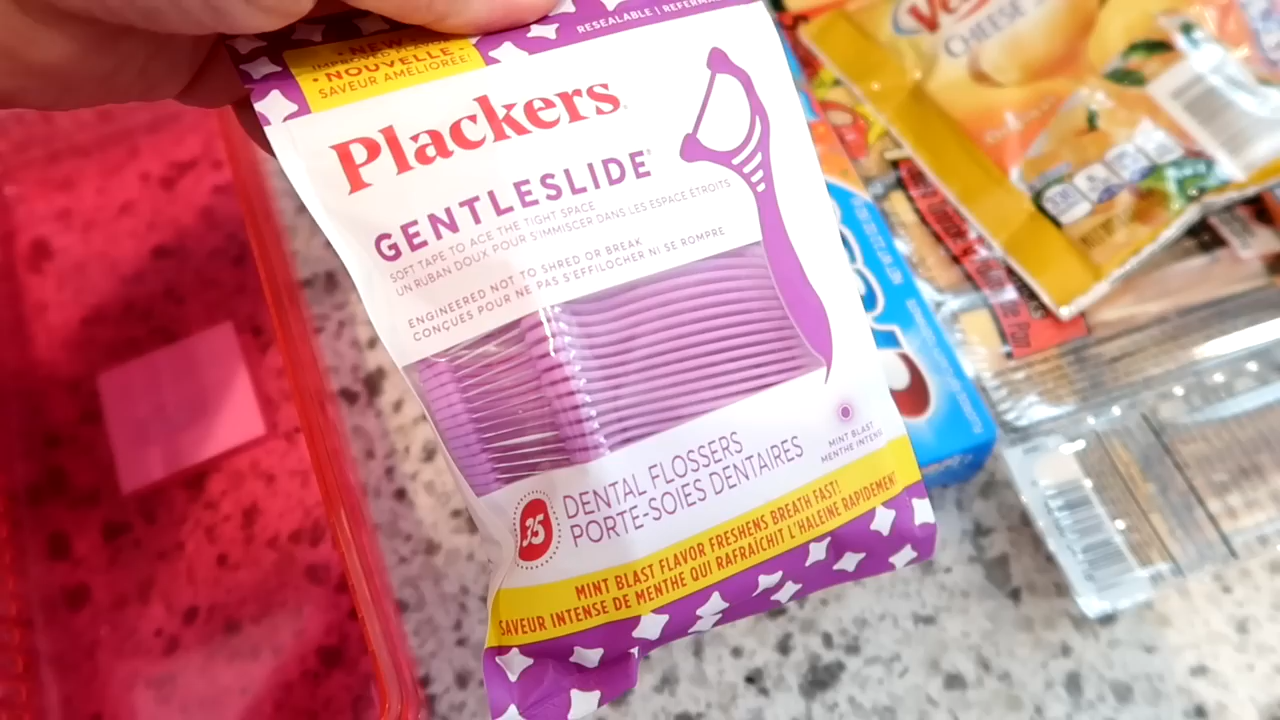 RESEALABLE |
• NEW •
IMPROVED FLAVOR!
• NOUVELLE •
SAVEUR AMÉLIORÉE!
Plackers
GENTLESLIDE
SOFT TAPE TO ACE THE TIGHT SPACE
UN RUBAN DOUX POUR S'IMMISCER DANS LES ESPACE ÉTROITS
ENGINEERED NOT TO SHRED OR BREAK
CONÇUES POUR NE PAS S'EFFILOCHER NI SE ROMPRE
MINT BLAST
MENTHE INTENSE
35
DENTAL FLOSSERS
PORTE-SOIES DENTAIRES
MINT BLAST FLAVOR FRESHENS BREATH FAST!
SAVEUR INTENSE DE MENTHE QUI RAFRAÎCHIT L'HALEINE RAPIDEMENT
CHEESE